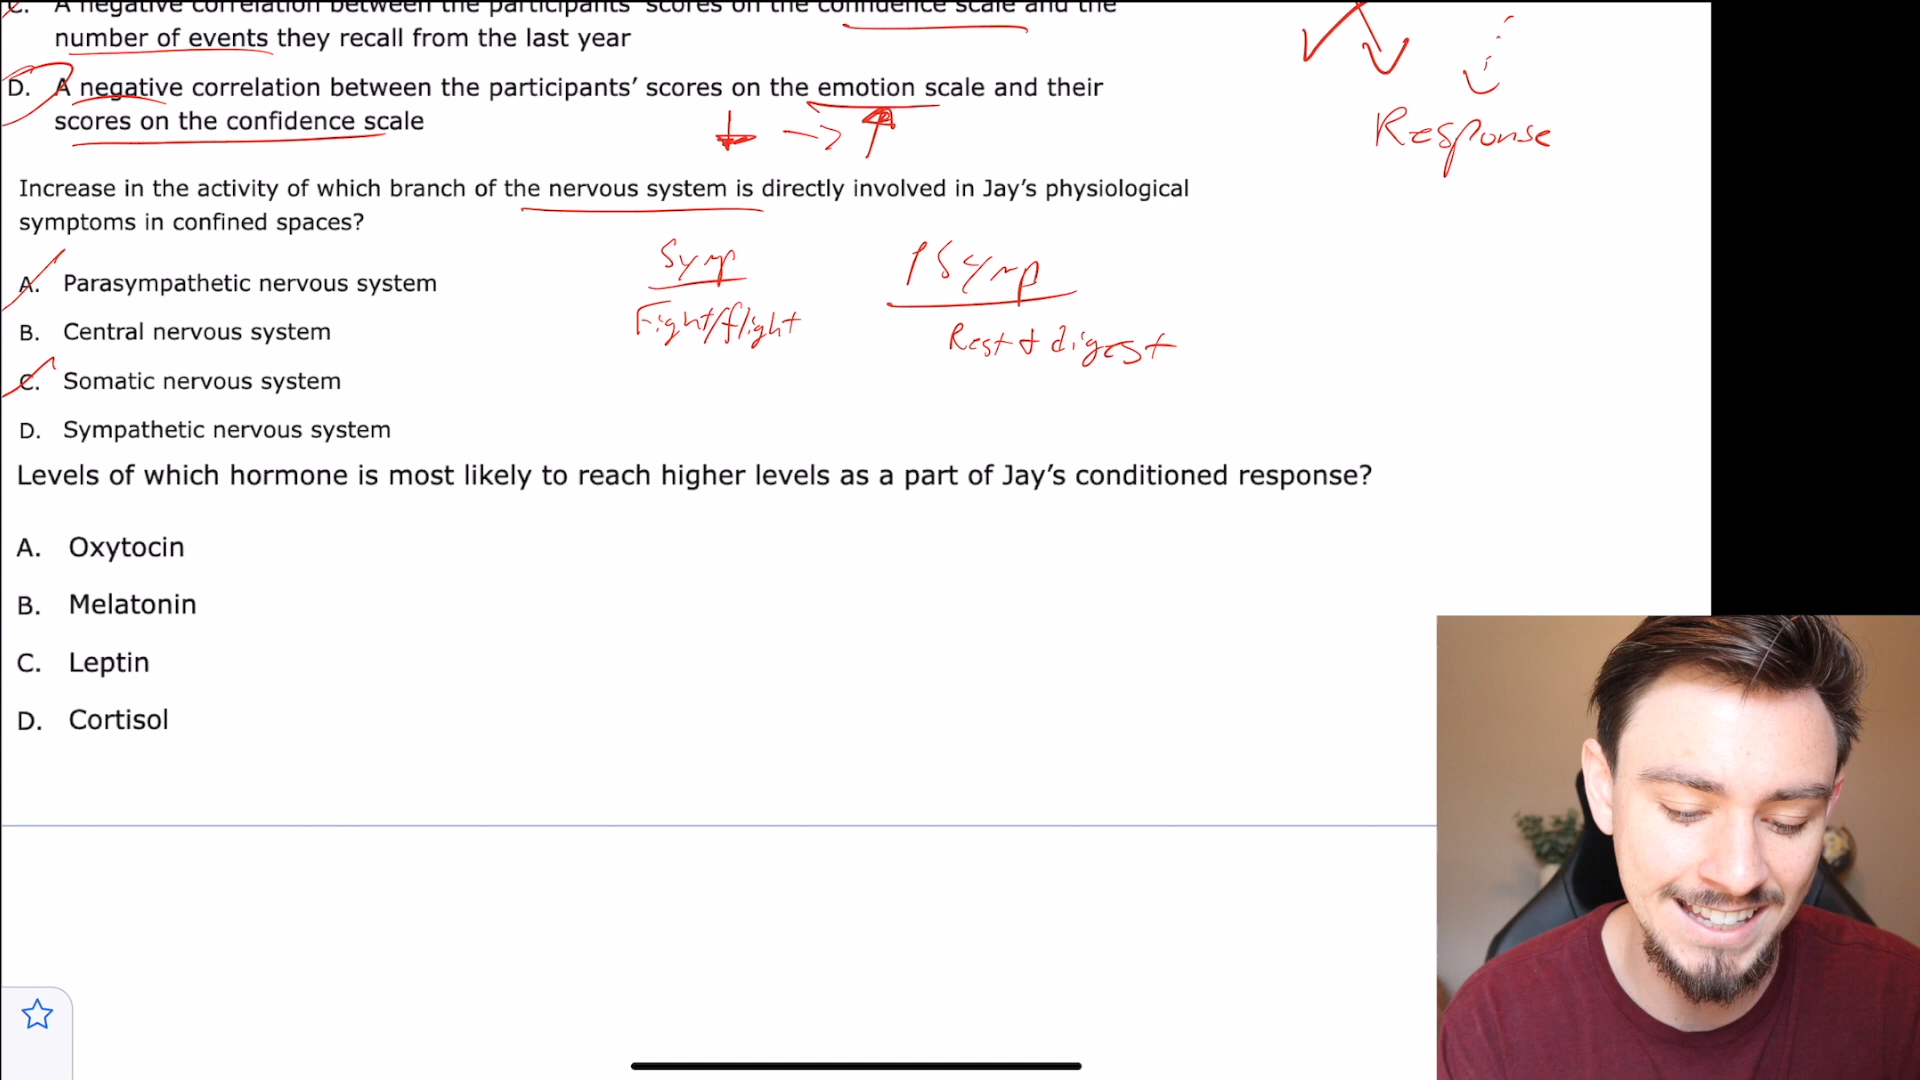 C. A negative correlation between the participants' scores on the confidence scale and the
number of events they recall from the last year
D. A negative correlation between the participants’ scores on the emotion scale and their
scores on the confidence scale
Response
Increase in the activity of which branch of the nervous system is directly involved in Jay’s physiological
symptoms in confined spaces?
Symp
PSymp
Fight/flight
Rest & digest
A. Parasympathetic nervous system
B. Central nervous system
C. Somatic nervous system
D. Sympathetic nervous system
Levels of which hormone is most likely to reach higher levels as a part of Jay’s conditioned response?
A. Oxytocin
B. Melatonin
C. Leptin
D. Cortisol